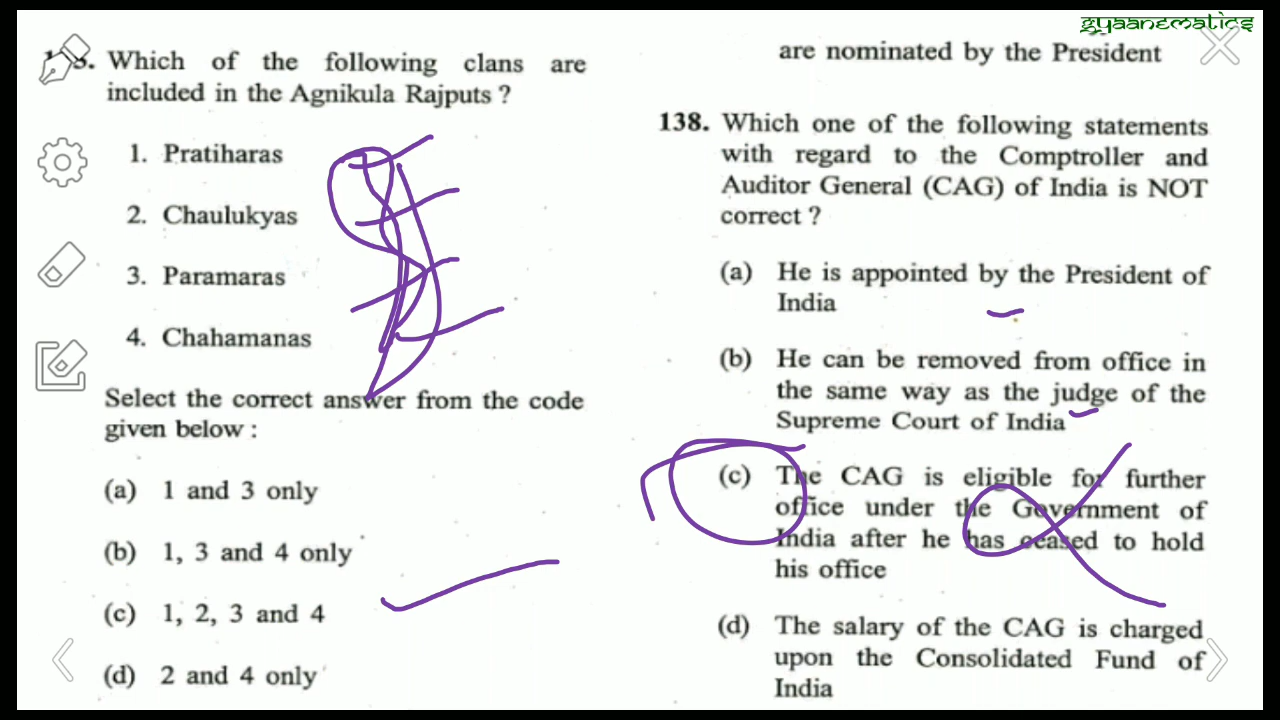 gyaanematics
3. Which of the following clans are
included in the Agnikula Rajputs ?
1. Pratiharas
2. Chaulukyas
3. Paramaras
4. Chahamanas
Select the correct answer from the code
given below :
(a) 1 and 3 only
(b) 1, 3 and 4 only
(c) 1, 2, 3 and 4
(d) 2 and 4 only
are nominated by the President
138. Which one of the following statements
with regard to the Comptroller and
Auditor General (CAG) of India is NOT
correct ?
(a) He is appointed by the President of
India
(b) He can be removed from office in
the same way as the judge of the
Supreme Court of India
(c) The CAG is eligible for further
office under the Government of
India after he has ceased to hold
his office
(d) The salary of the CAG is charged
upon the Consolidated Fund of
India